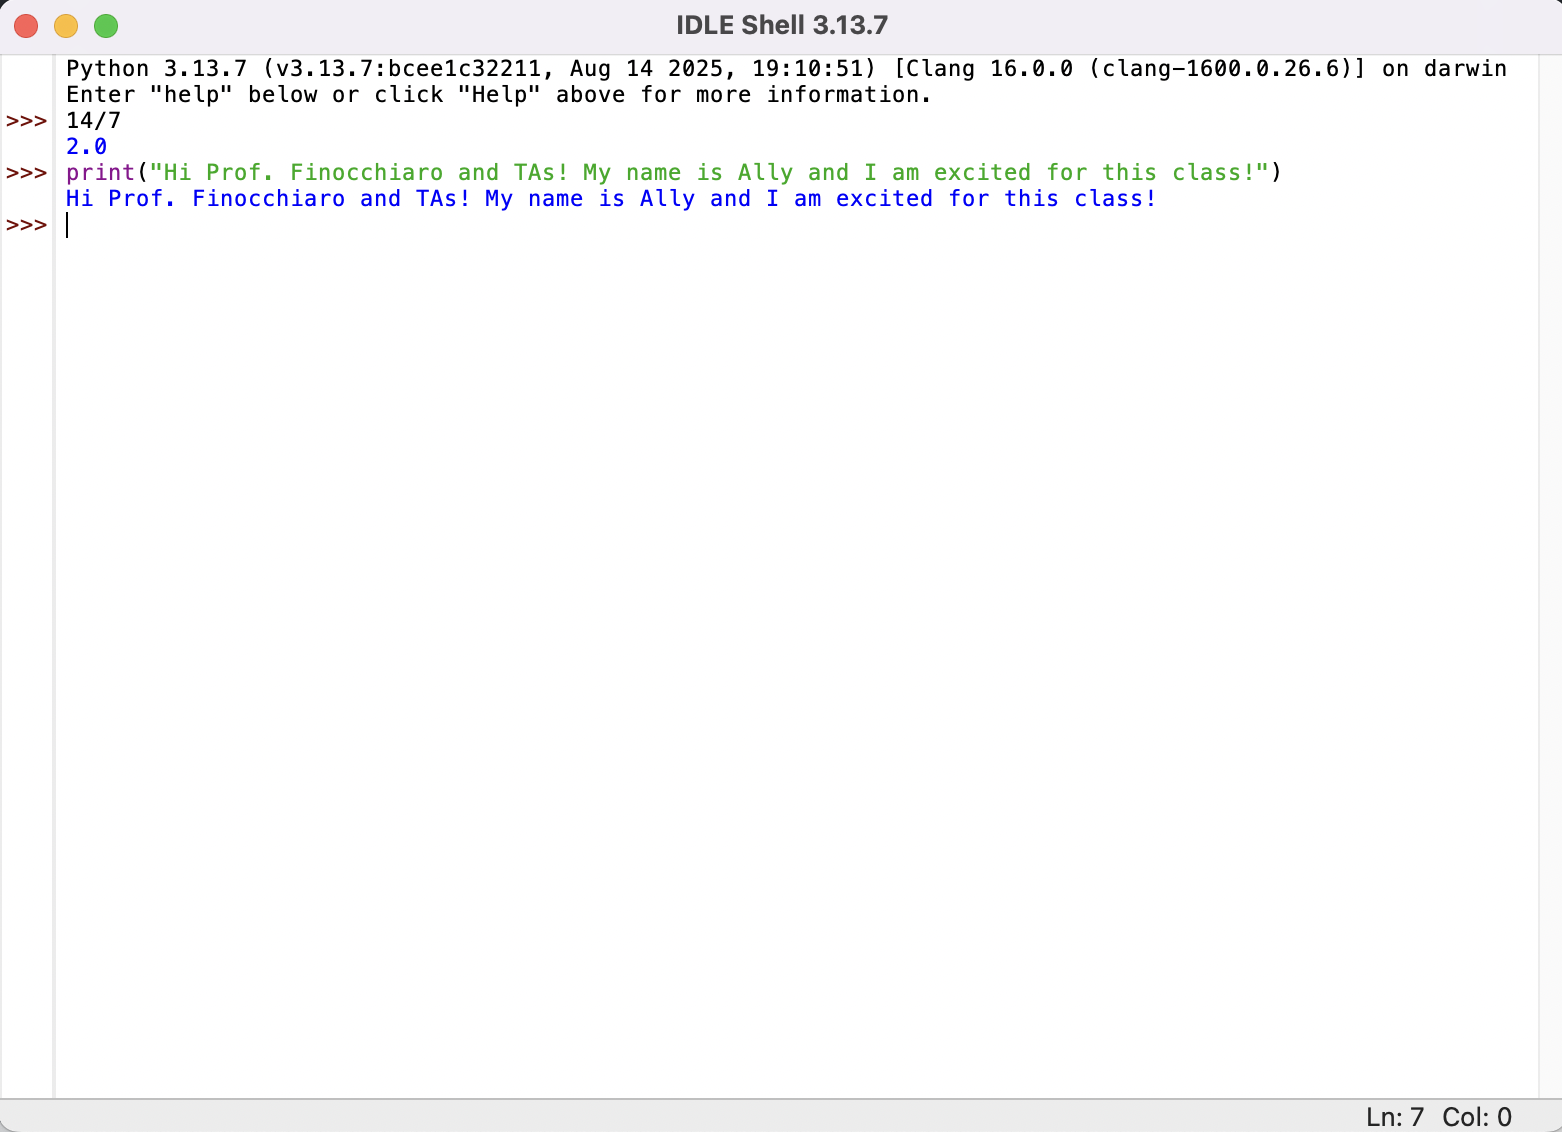 IDLE Shell 3.13.7
Python 3.13.7 (v3.13.7:bcee1c32211, Aug 14 2025, 19:10:51) [Clang 16.0.0 (clang-1600.0.26.6)] on darwin
Enter "help" below or click "Help" above for more information.
>>> 14/7
2.0
>>> print("Hi Prof. Finocchiaro and TAs! My name is Ally and I am excited for this class!")
Hi Prof. Finocchiaro and TAs! My name is Ally and I am excited for this class!
>>>
Ln: 7 Col: 0